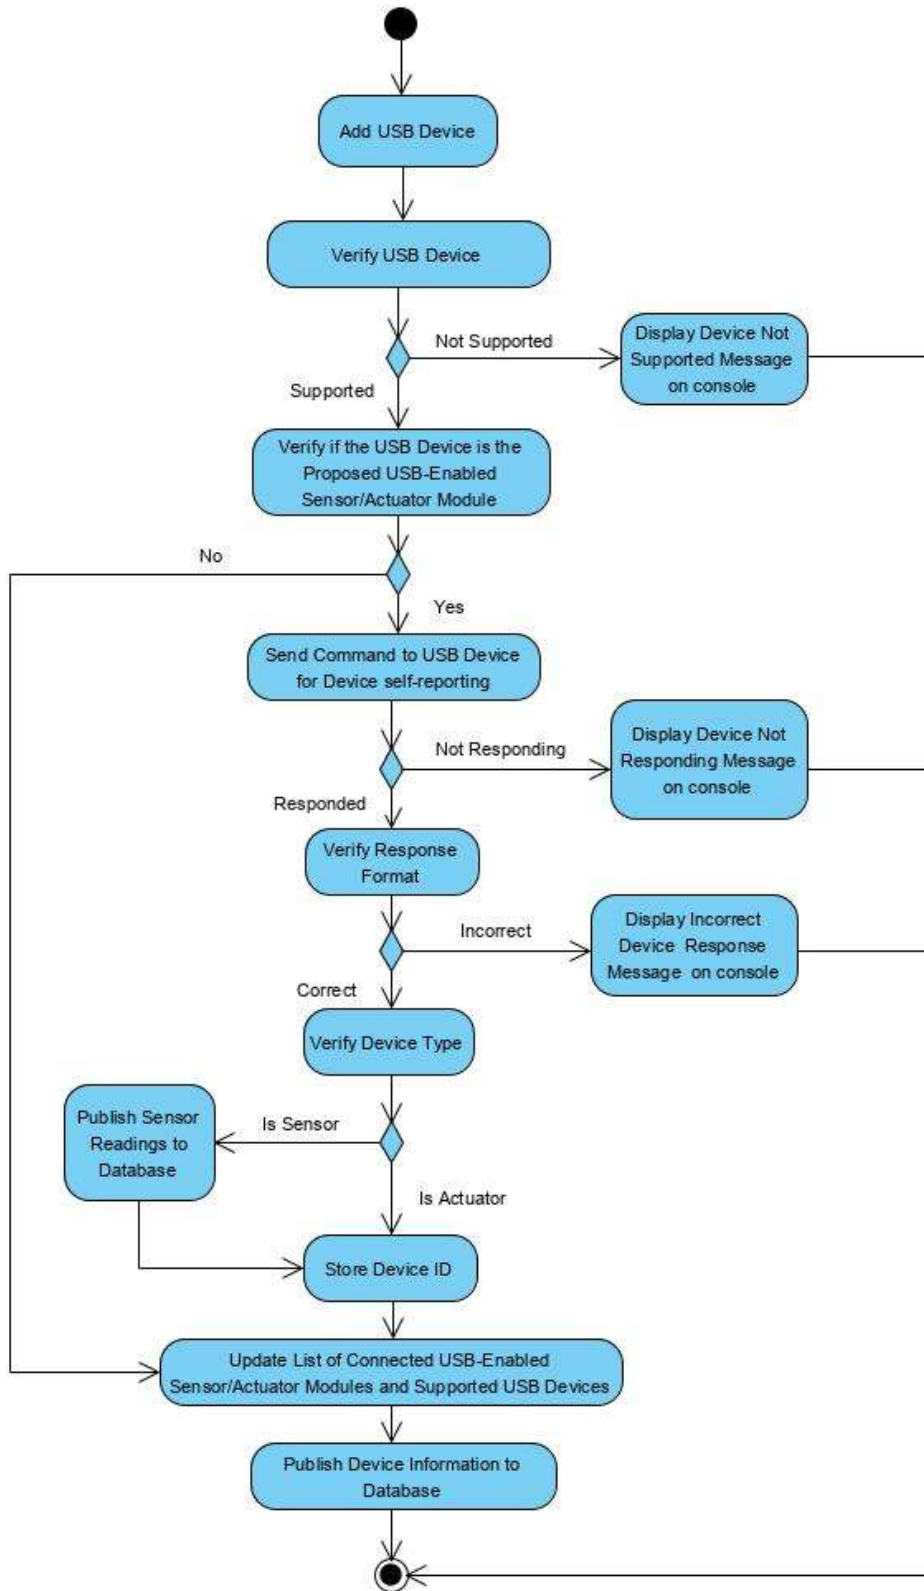 Add USB Device
Verify USB Device
Not Supported
Display Device Not
Supported Message
on console
Supported
Verify if the USB Device is the
Proposed USB-Enabled
Sensor/Actuator Module
No
Yes
Send Command to USB Device
for Device self-reporting
Not Responding
Display Device Not
Responding Message
on console
Responded
Verify Response
Format
Incorrect
Display Incorrect
Device Response
Message on console
Correct
Verify Device Type
Is Sensor
Publish Sensor
Readings to
Database
Is Actuator
Store Device ID
Update List of Connected USB-Enabled
Sensor/Actuator Modules and Supported USB Devices
Publish Device Information to
Database